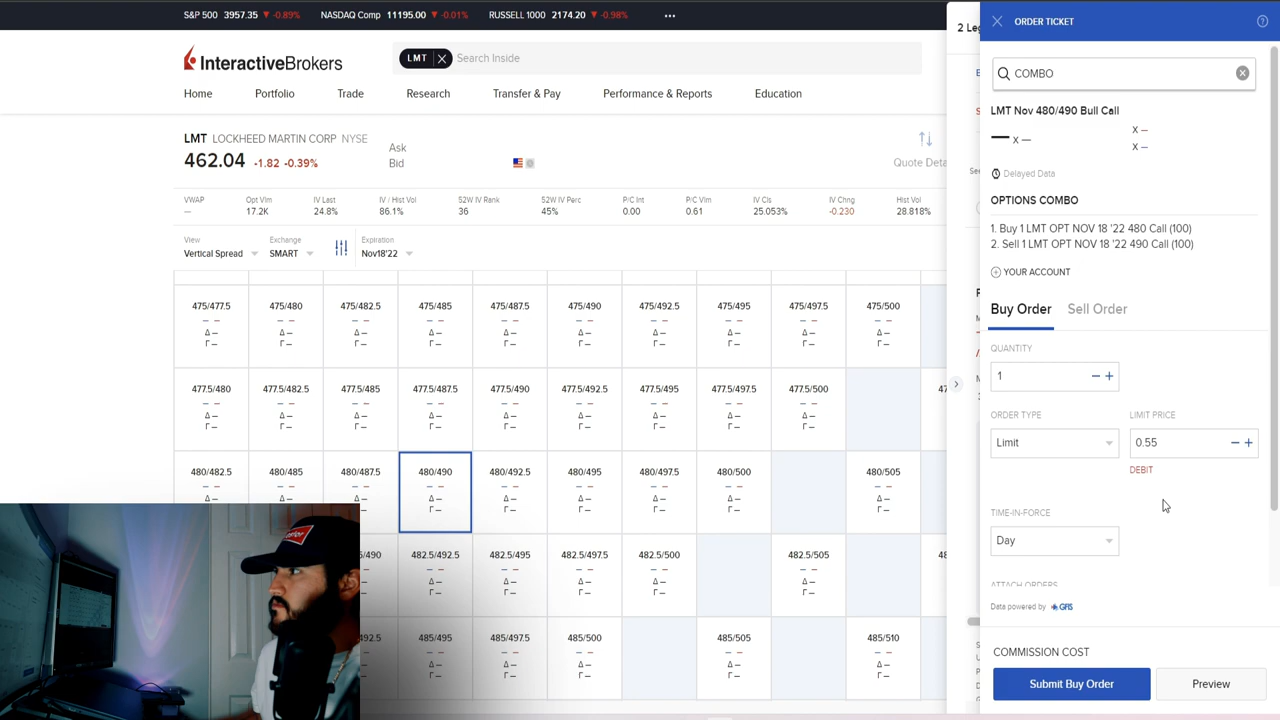 S&P 500 3957.35 ▼ -0.89% NASDAQ Comp 11195.00 ▼ -0.01% RUSSELL 1000 2174.20 ▼ -0.98% •••
InteractiveBrokers
LMT X Search Inside
Home Portfolio Trade Research Transfer & Pay Performance & Reports Education
LMT LOCKHEED MARTIN CORP NYSE
462.04 -1.82 -0.39%
Ask
Bid
Quote Deta
VWAP Opt Vlm IV Last IV / Hist Vol 52W IV Rank 52W IV Perc P/C Int P/C Vlm IV Cls IV Chng Hist Vol
— 17.2K 24.8% 86.1% 36 45% 0.00 0.61 25.053% -0.230 28.818%
View Exchange Expiration
Vertical Spread SMART Nov18'22
475/477.5 475/480 475/482.5 475/485 475/487.5 475/490 475/492.5 475/495 475/497.5 475/500
– – – – – – – – – – – – – – – – – – – –
Δ – Δ – Δ – Δ – Δ – Δ – Δ – Δ – Δ – Δ –
Γ – Γ – Γ – Γ – Γ – Γ – Γ – Γ – Γ – Γ –
477.5/480 477.5/482.5 477.5/485 477.5/487.5 477.5/490 477.5/492.5 477.5/495 477.5/497.5 477.5/500 47
– – – – – – – – – – – – – – – – – –
Δ – Δ – Δ – Δ – Δ – Δ – Δ – Δ – Δ –
Γ – Γ – Γ – Γ – Γ – Γ – Γ – Γ – Γ –
480/482.5 480/485 480/487.5 480/490 480/492.5 480/495 480/497.5 480/500 480/505
– – – – – – – – – – – – – – – – – –
Δ – Δ – Δ – Δ – Δ – Δ – Δ – Δ – Δ –
Γ – Γ – Γ – Γ – Γ – Γ –
/490 482.5/492.5 482.5/495 482.5/497.5 482.5/500 482.5/505 48
– – – – – – – – – – – –
Δ – Δ – Δ – Δ – Δ – Δ –
Γ – Γ – Γ – Γ – Γ – Γ –
492.5 485/495 485/497.5 485/500 485/505 485/510
– – – – – – – – – – – –
Δ – Δ – Δ – Δ – Δ – Δ –
Γ – Γ – Γ – Γ – Γ – Γ –
2 Leg
See
ORDER TICKET
COMBO
LMT Nov 480/490 Bull Call
— x — x –
x –
Delayed Data
OPTIONS COMBO
1. Buy 1 LMT OPT NOV 18 '22 480 Call (100)
2. Sell 1 LMT OPT NOV 18 '22 490 Call (100)
YOUR ACCOUNT
Buy Order Sell Order
QUANTITY
1 − +
ORDER TYPE LIMIT PRICE
Limit 0.55 − +
DEBIT
TIME-IN-FORCE
Day
ATTACH ORDERS
Data powered by GFIS
COMMISSION COST
Submit Buy Order Preview